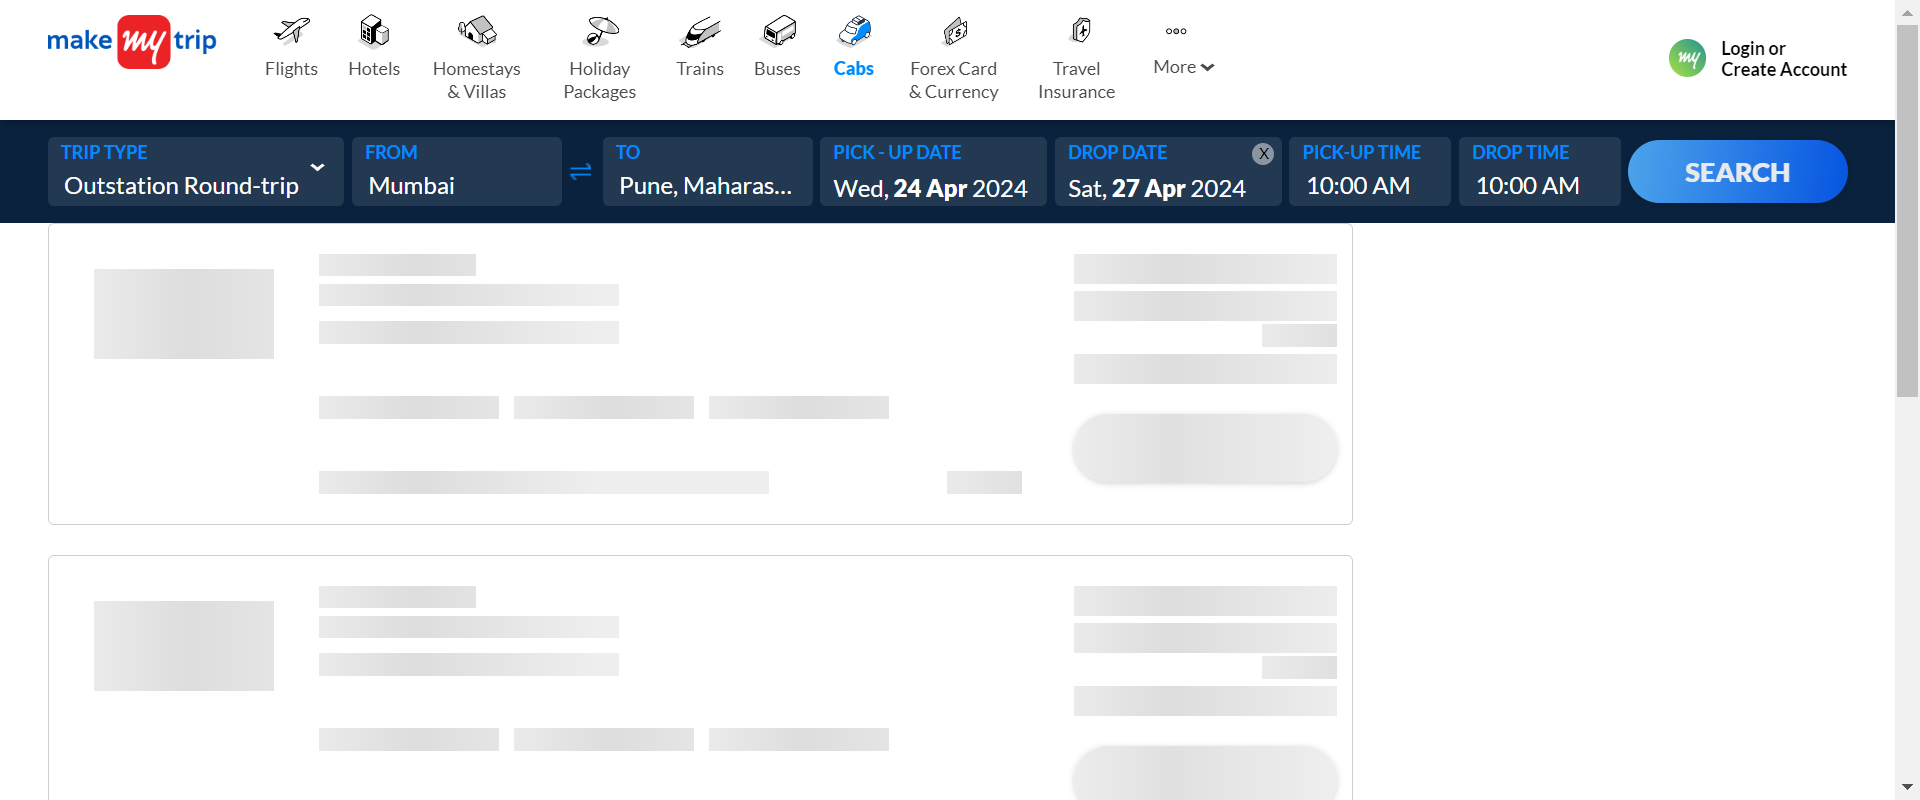 make my trip
Flights
Hotels
Homestays
& Villas
Holiday
Packages
Trains
Buses
Cabs
Forex Card
& Currency
Travel
Insurance
More
my
Login or
Create Account
TRIP TYPE
Outstation Round-trip
FROM
Mumbai
TO
Pune, Maharas...
PICK - UP DATE
Wed, 24 Apr 2024
DROP DATE
X
Sat, 27 Apr 2024
PICK-UP TIME
10:00 AM
DROP TIME
10:00 AM
SEARCH